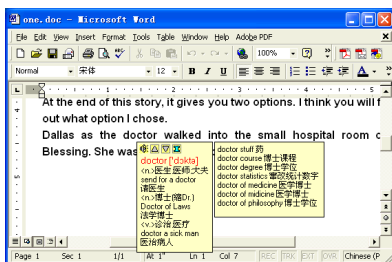 one.doc - Microsoft Word
File Edit View Insert Format Tools Table Window Help Adobe PDF
100%
Normal 宋体 12 B I U
At the end of this story, it gives you two options. I think you will f
out what option I chose.
Dallas as the doctor walked into the small hospital room o
Blessing. She was
doctor ['dɔktə]
<n.>医生 医师 大夫
send for a doctor
请医生
<n.>博士(缩Dr.)
Doctor of Laws
法学博士
<v.>诊治 医疗
doctor a sick man
医治病人
doctor stuff 药
doctor course 博士课程
doctor degree 博士学位
doctor statistics 窜改统计数字
doctor of medicine 医学博士
doctor of midicine 医学博士
doctor of philosophy 博士学位
Page 1 Sec 1 1/1 At 1" Ln 1 Col 7 REC TRK EXT OVR Chinese (P